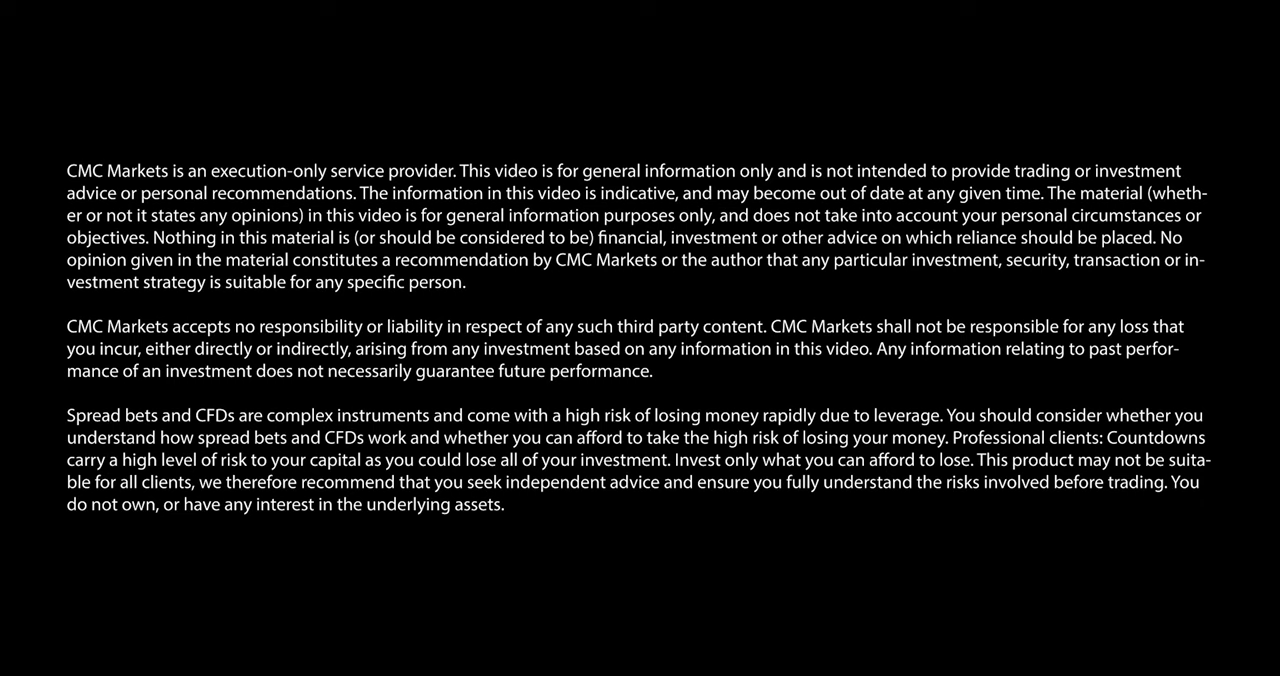 CMC Markets is an execution-only service provider. This video is for general information only and is not intended to provide trading or investment
advice or personal recommendations. The information in this video is indicative, and may become out of date at any given time. The material (wheth-
er or not it states any opinions) in this video is for general information purposes only, and does not take into account your personal circumstances or
objectives. Nothing in this material is (or should be considered to be) financial, investment or other advice on which reliance should be placed. No
opinion given in the material constitutes a recommendation by CMC Markets or the author that any particular investment, security, transaction or in-
vestment strategy is suitable for any specific person.
CMC Markets accepts no responsibility or liability in respect of any such third party content. CMC Markets shall not be responsible for any loss that
you incur, either directly or indirectly, arising from any investment based on any information in this video. Any information relating to past perfor-
mance of an investment does not necessarily guarantee future performance.
Spread bets and CFDs are complex instruments and come with a high risk of losing money rapidly due to leverage. You should consider whether you
understand how spread bets and CFDs work and whether you can afford to take the high risk of losing your money. Professional clients: Countdowns
carry a high level of risk to your capital as you could lose all of your investment. Invest only what you can afford to lose. This product may not be suita-
ble for all clients, we therefore recommend that you seek independent advice and ensure you fully understand the risks involved before trading. You
do not own, or have any interest in the underlying assets.